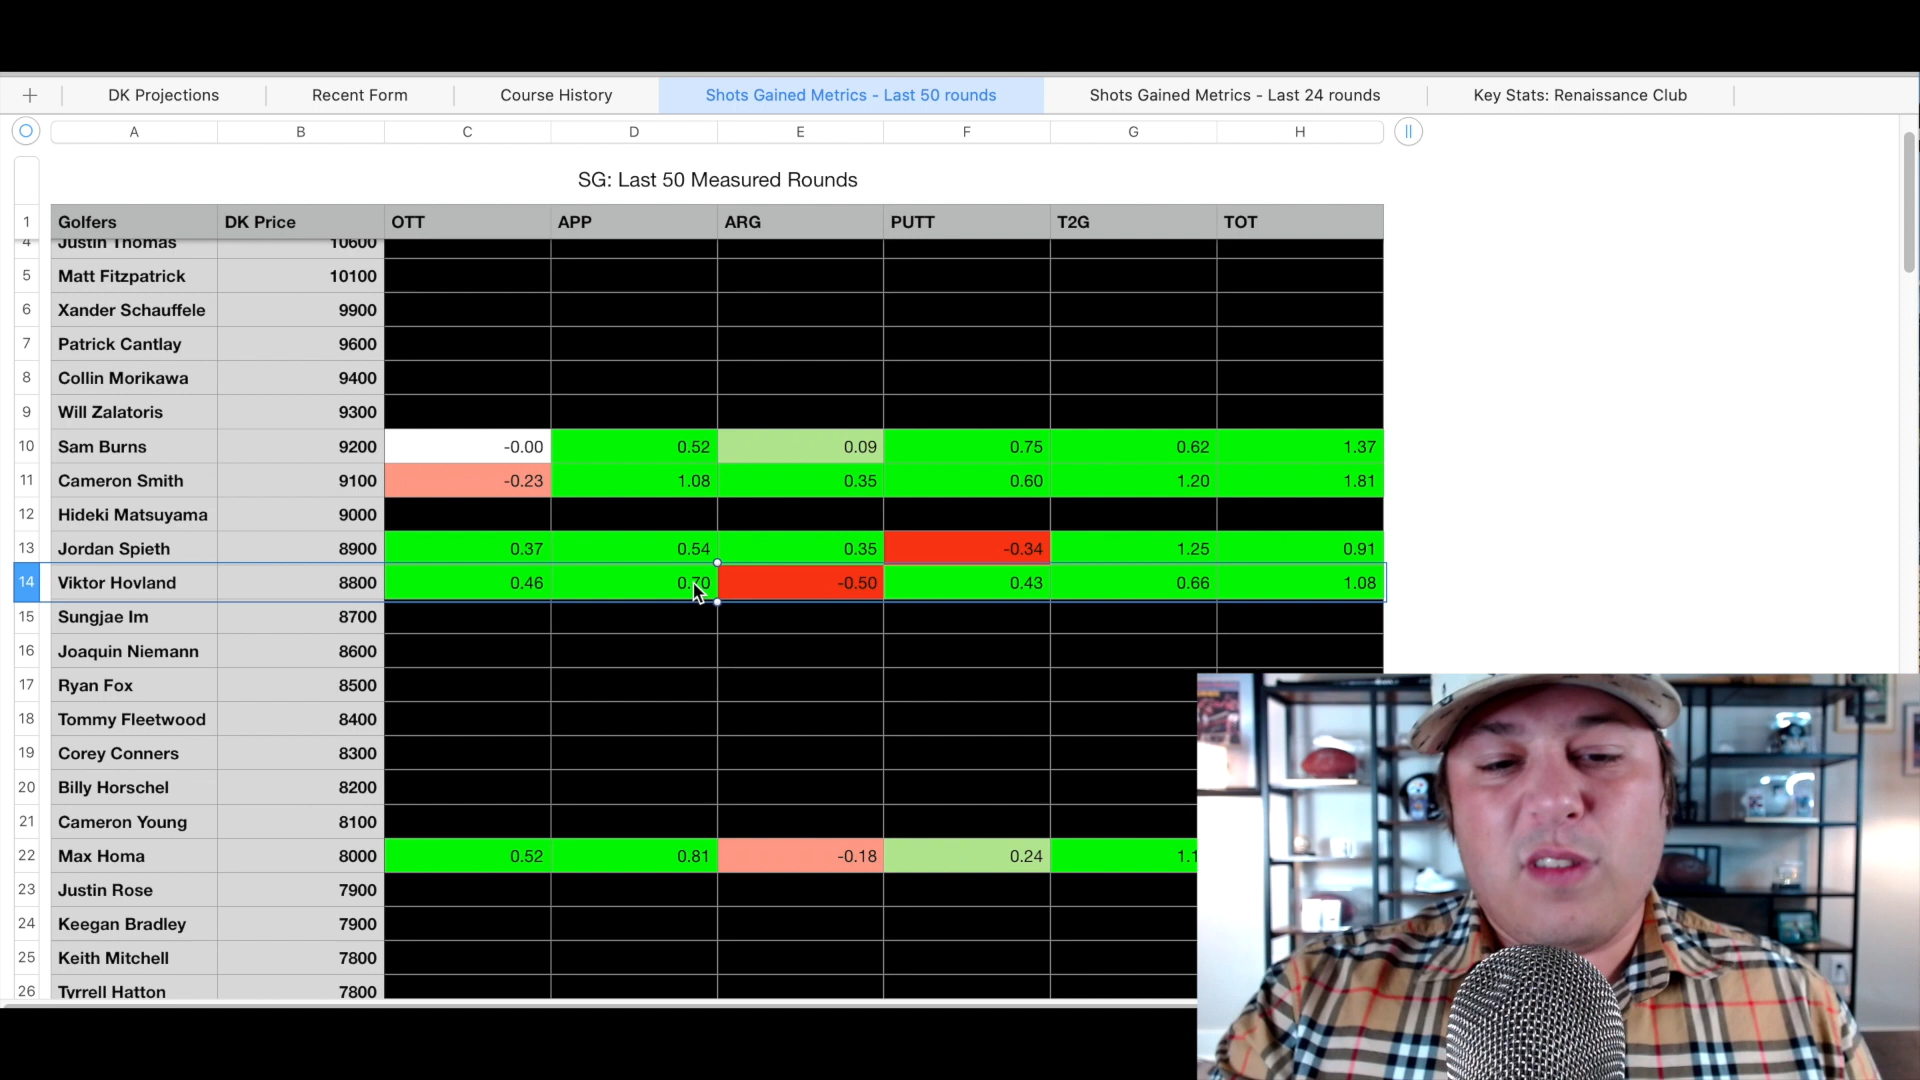 DK Projections Recent Form Course History Shots Gained Metrics - Last 50 rounds Shots Gained Metrics - Last 24 rounds Key Stats: Renaissance Club
A B C D E F G H
SG: Last 50 Measured Rounds
1 Golfers DK Price OTT APP ARG PUTT T2G TOT
4 Justin Thomas 10600
5 Matt Fitzpatrick 10100
6 Xander Schauffele 9900
7 Patrick Cantlay 9600
8 Collin Morikawa 9400
9 Will Zalatoris 9300
10 Sam Burns 9200 -0.00 0.52 0.09 0.75 0.62 1.37
11 Cameron Smith 9100 -0.23 1.08 0.35 0.60 1.20 1.81
12 Hideki Matsuyama 9000
13 Jordan Spieth 8900 0.37 0.54 0.35 -0.34 1.25 0.91
14 Viktor Hovland 8800 0.46 0.70 -0.50 0.43 0.66 1.08
15 Sungjae Im 8700
16 Joaquin Niemann 8600
17 Ryan Fox 8500
18 Tommy Fleetwood 8400
19 Corey Conners 8300
20 Billy Horschel 8200
21 Cameron Young 8100
22 Max Homa 8000 0.52 0.81 -0.18 0.24 1.1
23 Justin Rose 7900
24 Keegan Bradley 7900
25 Keith Mitchell 7800
26 Tyrrell Hatton 7800